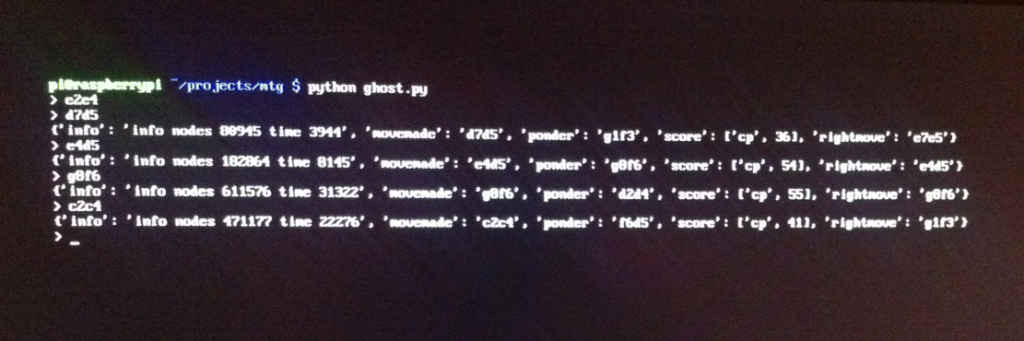 pi@raspberrypi ~/projects/mtg $ python ghost.py
> e2e4
> d7d5
{'info': 'info nodes 80945 time 3944', 'movemade': 'd7d5', 'ponder': 'g1f3', 'score': ['cp', 36], 'rightmove': 'e7e5'}
> e4d5
{'info': 'info nodes 182864 time 8145', 'movemade': 'e4d5', 'ponder': 'g8f6', 'score': ['cp', 54], 'rightmove': 'e4d5'}
> g8f6
{'info': 'info nodes 611576 time 31322', 'movemade': 'g8f6', 'ponder': 'd2d4', 'score': ['cp', 55], 'rightmove': 'g8f6'}
> c2c4
{'info': 'info nodes 471177 time 22276', 'movemade': 'c2c4', 'ponder': 'f6d5', 'score': ['cp', 41], 'rightmove': 'g1f3'}
> _